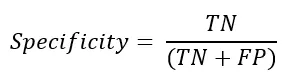 Specificity = TN / (TN + FP)